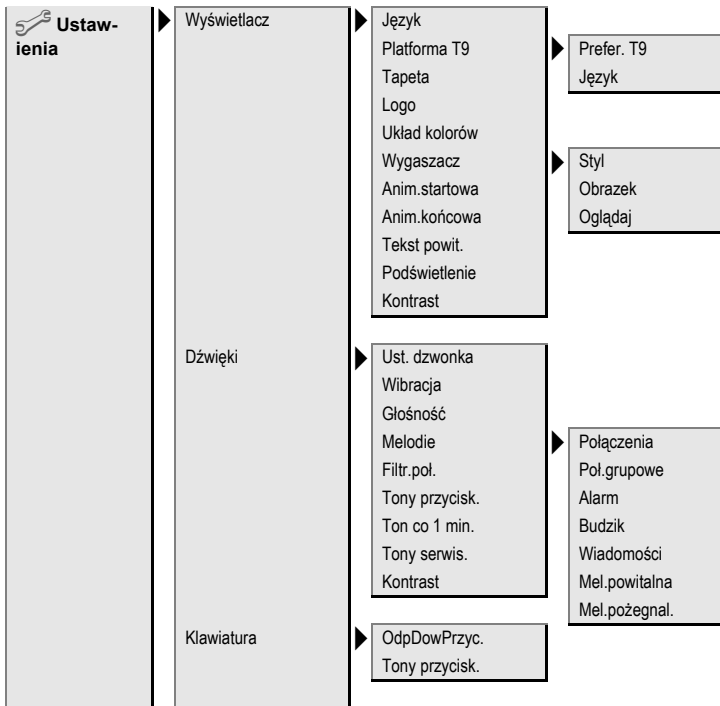 Ustaw-
ienia
Wyświetlacz
Język
Platforma T9
Prefer. T9
Język
Tapeta
Logo
Układ kolorów
Wygaszacz
Styl
Obrazek
Oglądaj
Anim.startowa
Anim.końcowa
Tekst powit.
Podświetlenie
Kontrast
Dźwięki
Ust. dzwonka
Wibracja
Głośność
Melodie
Połączenia
Poł.grupowe
Alarm
Budzik
Wiadomości
Mel.powitalna
Mel.pożegnal.
Filtr.poł.
Tony przycisk.
Ton co 1 min.
Tony serwis.
Kontrast
Klawiatura
OdpDowPrzyc.
Tony przycisk.